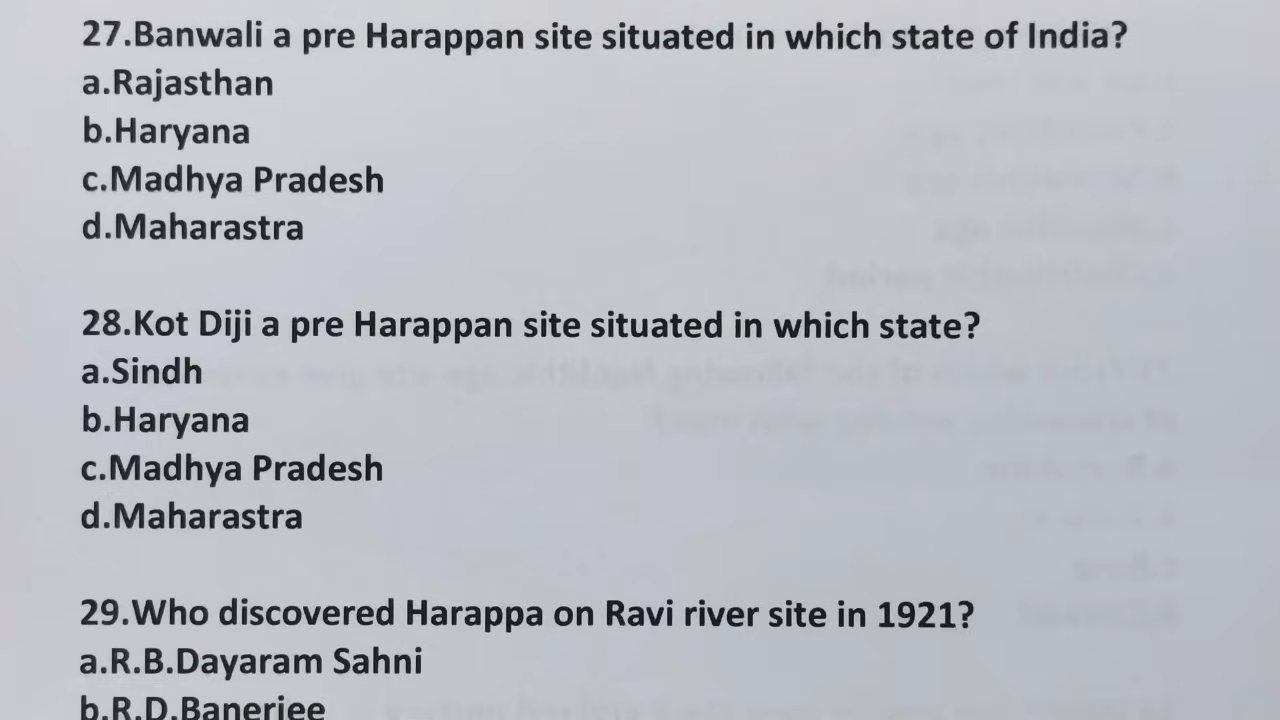 27.Banwali a pre Harappan site situated in which state of India?
a.Rajasthan
b.Haryana
c.Madhya Pradesh
d.Maharastra
28.Kot Diji a pre Harappan site situated in which state?
a.Sindh
b.Haryana
c.Madhya Pradesh
d.Maharastra
29.Who discovered Harappa on Ravi river site in 1921?
a.R.B.Dayaram Sahni
b.R.D.Banerjee